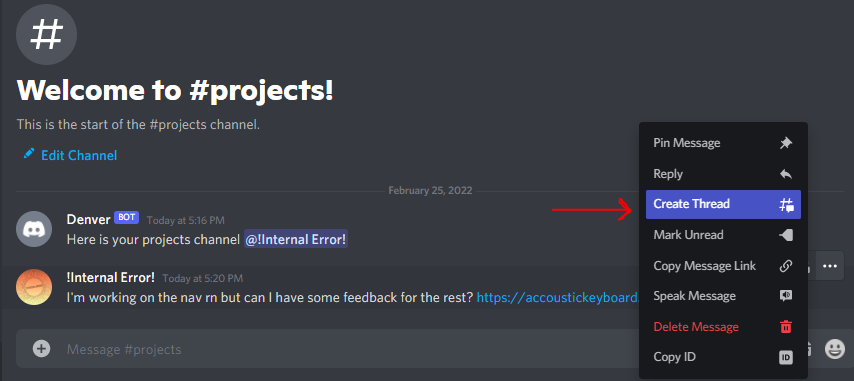 Welcome to #projects!
This is the start of the #projects channel.
Edit Channel
February 25, 2022
Denver BOT Today at 5:16 PM
Here is your projects channel @!Internal Error!
!Internal Error! Today at 5:20 PM
I'm working on the nav rn but can I have some feedback for the rest? https://accoustickeyboard
Message #projects
Pin Message
Reply
Create Thread
Mark Unread
Copy Message Link
Speak Message
Delete Message
Copy ID
ID